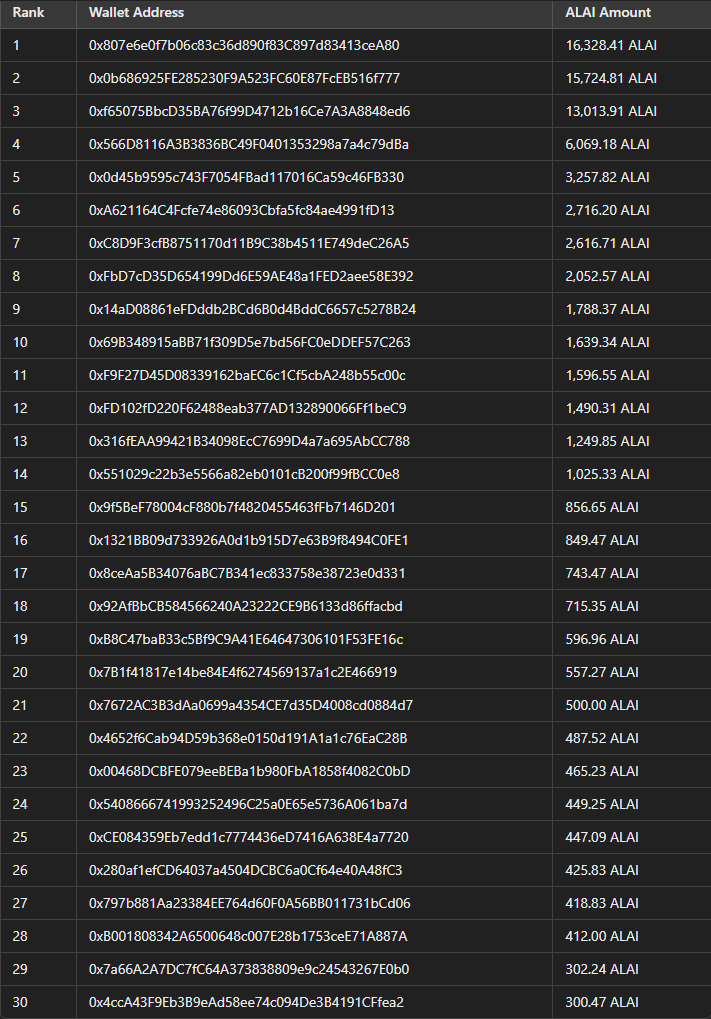 Rank Wallet Address ALAI Amount
1 0x807e6e0f7b06c83c36d890f83C897d83413ceA80 16,328.41 ALAI
2 0x0b686925FE285230F9A523FC60E87FcEB516f777 15,724.81 ALAI
3 0xf65075BbcD35BA76f99D4712b16Ce7A3A8848ed6 13,013.91 ALAI
4 0x566D8116A3B3836BC49F0401353298a7a4c79dBa 6,069.18 ALAI
5 0x0d45b9595c743F7054FBad117016Ca59c46FB330 3,257.82 ALAI
6 0xA621164C4Fcfe74e86093Cbfa5fc84ae4991fD13 2,716.20 ALAI
7 0xC8D9F3cfB8751170d11B9C38b4511E749deC26A5 2,616.71 ALAI
8 0xFbD7cD35D654199Dd6E59AE48a1FED2aee58E392 2,052.57 ALAI
9 0x14aD08861eFDddb2BCd6B0d4BddC6657c5278B24 1,788.37 ALAI
10 0x69B348915aBB71f309D5e7bd56FC0eDDEF57C263 1,639.34 ALAI
11 0xF9F27D45D08339162baEC6c1Cf5cbA248b55c00c 1,596.55 ALAI
12 0xFD102fD220F62488eab377AD132890066Ff1beC9 1,490.31 ALAI
13 0x316fEAA99421B34098EcC7699D4a7a695AbCC788 1,249.85 ALAI
14 0x551029c22b3e5566a82eb0101cB200f99fBCC0e8 1,025.33 ALAI
15 0x9f5BeF78004cF880b7f4820455463fFb7146D201 856.65 ALAI
16 0x1321BB09d733926A0d1b915D7e63B9f8494C0FE1 849.47 ALAI
17 0x8ceAa5B34076aBC7B341ec833758e38723e0d331 743.47 ALAI
18 0x92AfBbCB584566240A23222CE9B6133d86ffacbd 715.35 ALAI
19 0xB8C47baB33c5Bf9C9A41E64647306101F53FE16c 596.96 ALAI
20 0x7B1f41817e14be84E4f6274569137a1c2E466919 557.27 ALAI
21 0x7672AC3B3dAa0699a4354CE7d35D4008cd0884d7 500.00 ALAI
22 0x4652f6Cab94D59b368e0150d191A1a1c76EaC28B 487.52 ALAI
23 0x00468DCBFE079eeBEBa1b980FbA1858f4082C0bD 465.23 ALAI
24 0x5408666741993252496C25a0E65e5736A061ba7d 449.25 ALAI
25 0xCE084359Eb7edd1c7774436eD7416A638E4a7720 447.09 ALAI
26 0x280af1efCD64037a4504DCBC6a0Cf64e40A48fC3 425.83 ALAI
27 0x797b881Aa23384EE764d60F0A56BB011731bCd06 418.83 ALAI
28 0xB001808342A6500648c007E28b1753ceE71A887A 412.00 ALAI
29 0x7a66A2A7DC7fC64A373838809e9c24543267E0b0 302.24 ALAI
30 0x4ccA43F9Eb3B9eAd58ee74c094De3B4191CFfea2 300.47 ALAI